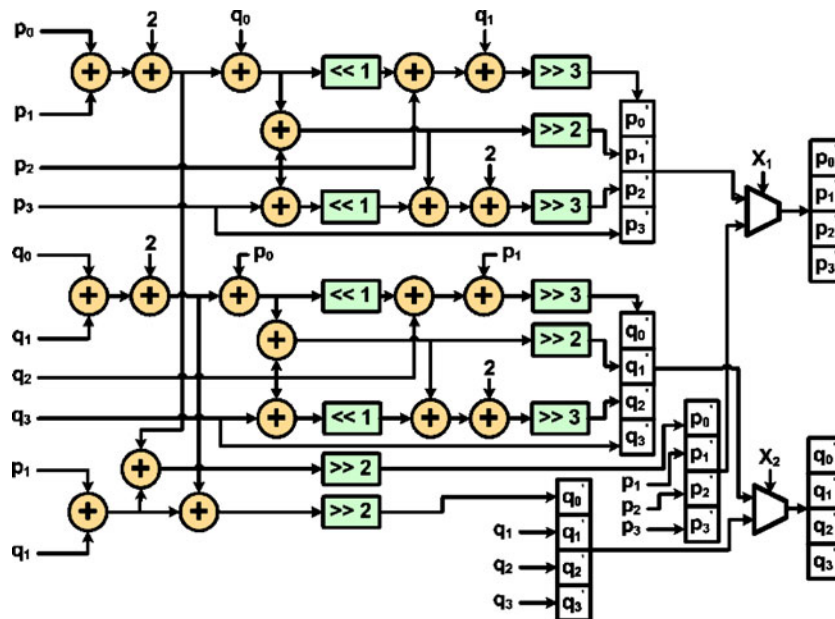 p₀ 2 q₀ q₁
+ + + << 1 + + >> 3
p₁ p₀'
+ >> 2 p₁' X₁ p₀'
p₂ 2 p₂' p₁'
p₃ + << 1 + + >> 3 p₃' p₂'
p₃'
q₀ 2 p₀ p₁
+ + + << 1 + + >> 3
q₁ q₀'
+ >> 2 q₁'
q₂ 2 q₂' p₀'
q₃ + << 1 + + >> 3 q₃' p₁'
p₁ + >> 2 p₁ p₂' X₂ q₀'
p₂ p₃' q₁'
+ + >> 2 q₀' p₃ q₂'
q₁ q₁ q₁' q₃'
q₂ q₂'
q₃ q₃'